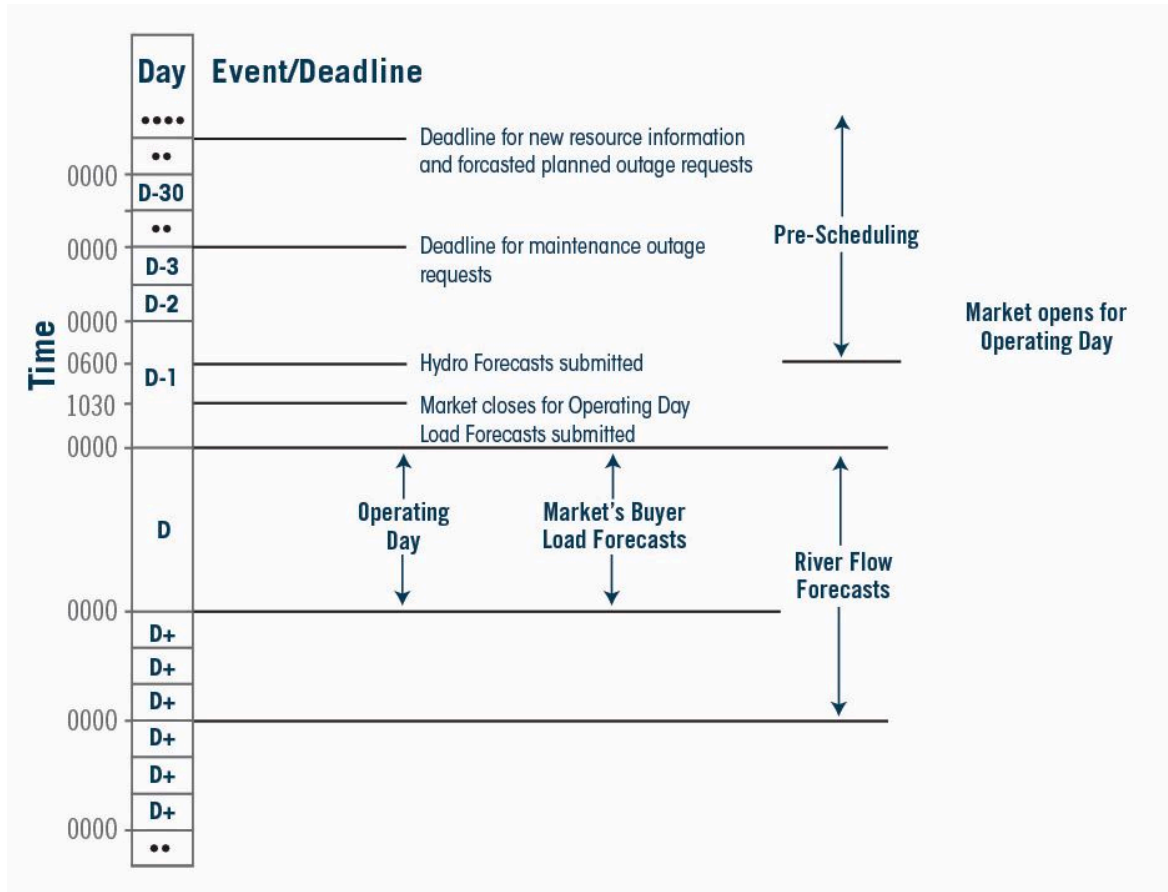 Day Event/Deadline
••••
Deadline for new resource information
and forcasted planned outage requests
••
0000
D-30
••
0000
Deadline for maintenance outage
requests
D-3
D-2
0000
Pre-Scheduling
Market opens for
Operating Day
Time
0600
Hydro Forecasts submitted
D-1
1030
Market closes for Operating Day
Load Forecasts submitted
0000
D
Operating
Day
Market's Buyer
Load Forecasts
River Flow
Forecasts
0000
D+
D+
D+
0000
D+
D+
D+
0000
••